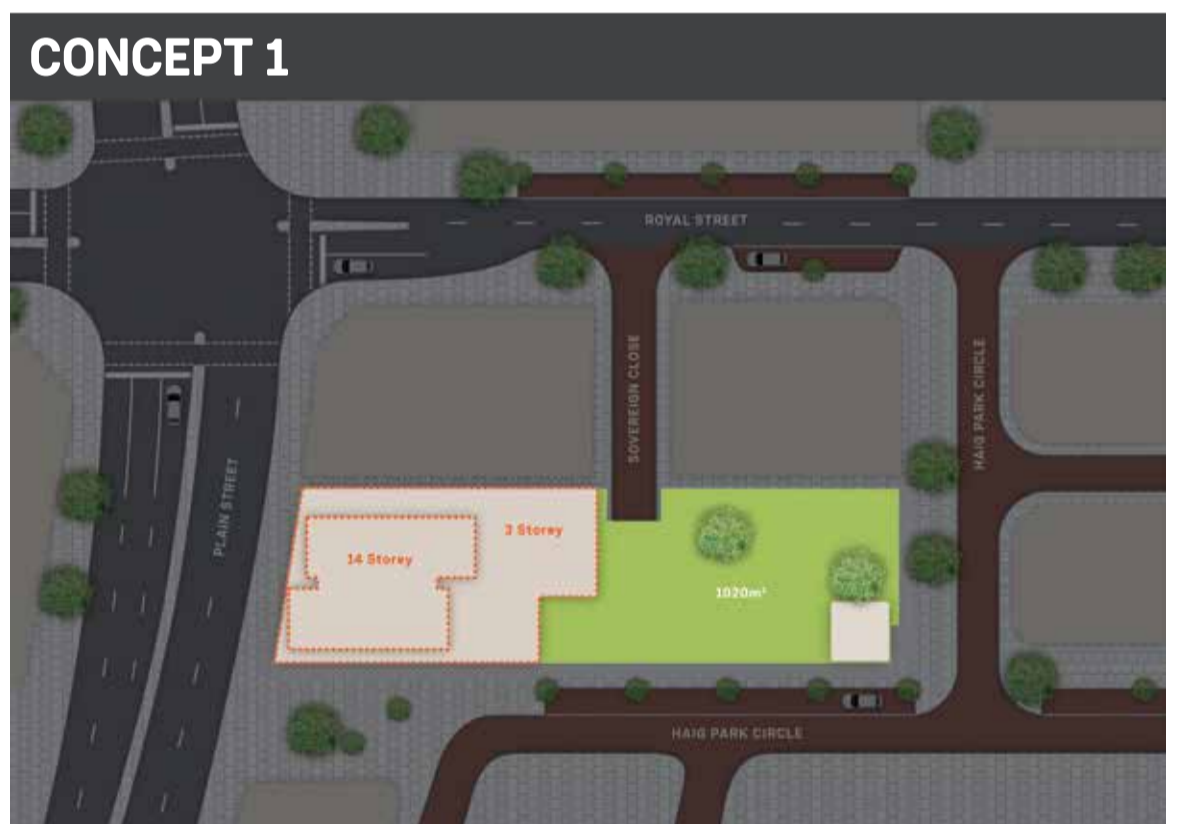 CONCEPT 1
ROYAL STREET
SOVEREIGN CLOSE
HAIG PARK CIRCLE
PLAIN STREET
3 Storey
14 Storey
1020m²
HAIG PARK CIRCLE